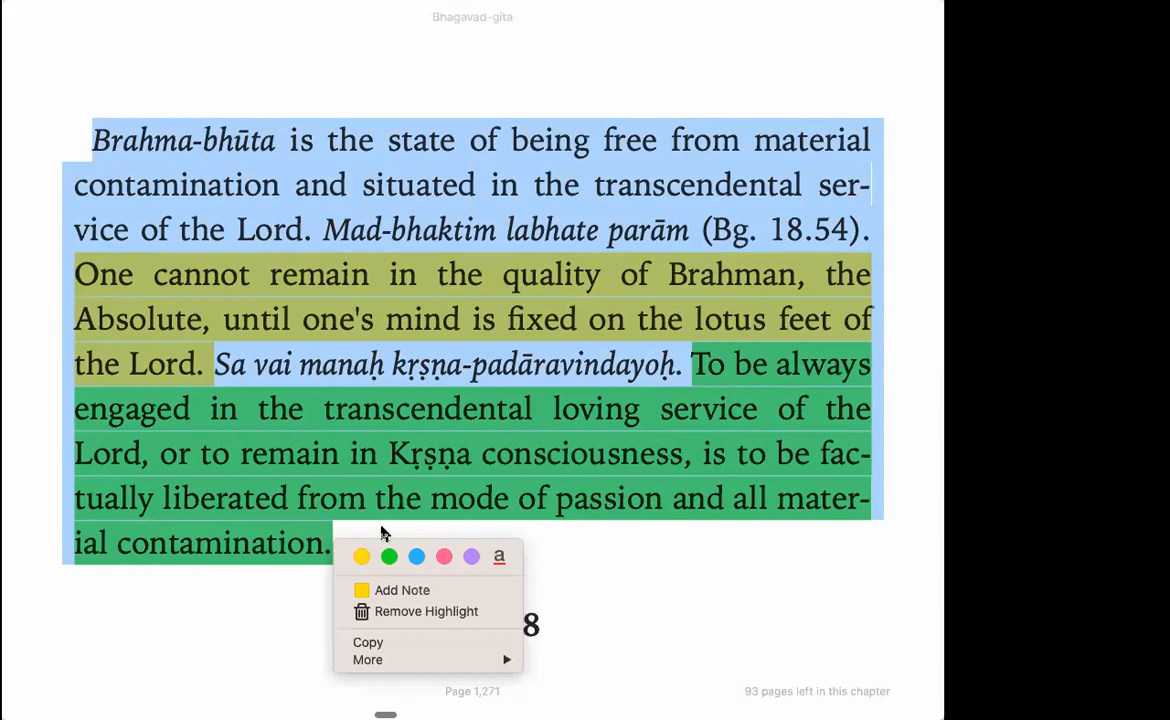 Bhagavad-gīta
Brahma-bhūta is the state of being free from material
contamination and situated in the transcendental ser-
vice of the Lord. Mad-bhaktim labhate parām (Bg. 18.54).
One cannot remain in the quality of Brahman, the
Absolute, until one's mind is fixed on the lotus feet of
the Lord. Sa vai manaḥ kṛṣṇa-padāravindayoḥ. To be always
engaged in the transcendental loving service of the
Lord, or to remain in Kṛṣṇa consciousness, is to be fac-
tually liberated from the mode of passion and all mater-
ial contamination.
a
Add Note
Remove Highlight
8
Copy
More
Page 1,271
93 pages left in this chapter